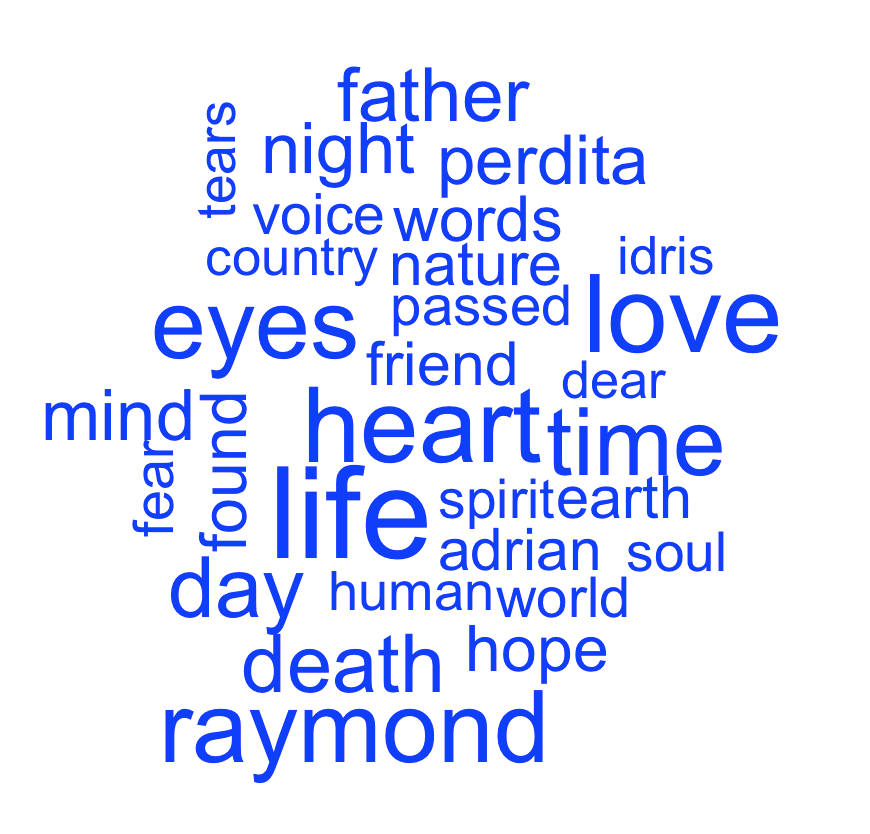 father
tears
night perdita
voice words
country nature idris
passed love
eyes
friend dear
mind found heart time
fear
life spirit earth
adrian soul
day human world
death hope
raymond